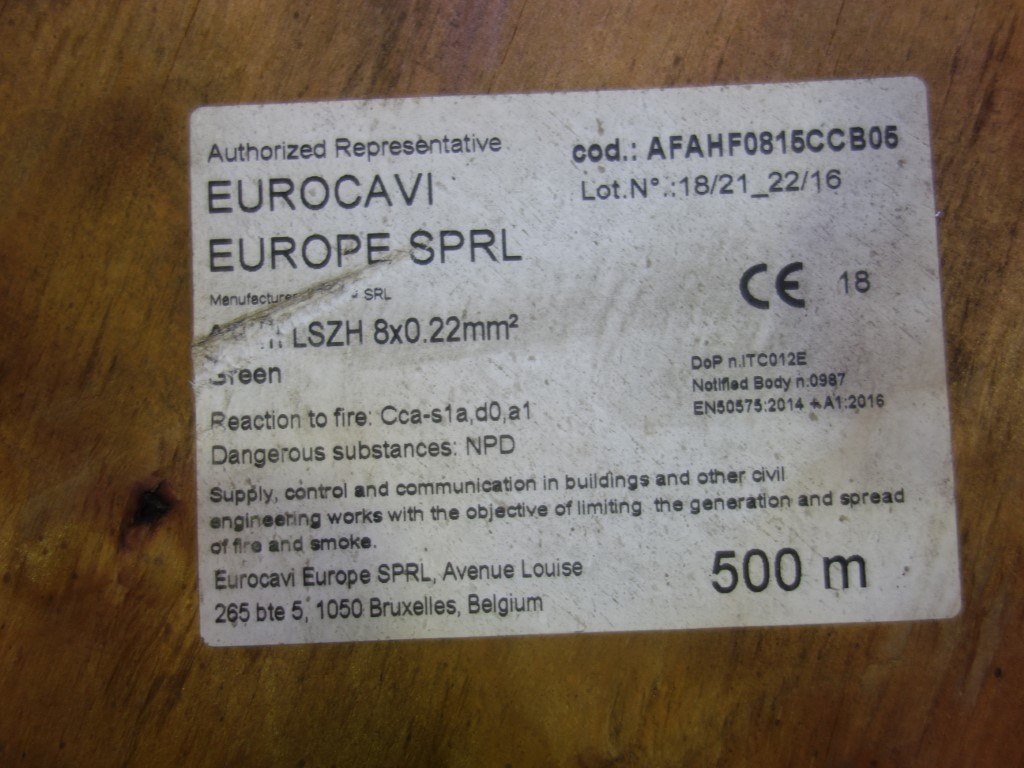 Authorized Representative
EUROCAVI
EUROPE SPRL
cod.: AFAHF0815CCB05
Lot.N°.:18/21_22/16
CE 18
SRL
LSZH 8x0.22mm²
Green
DoP n.ITC012E
Notified Body n.0987
EN50575:2014 + A1:2016
Reaction to fire: Cca-s1a,d0,a1
Dangerous substances: NPD
Supply, control and communication in buildings and other civil
engineering works with the objective of limiting the generation and spread
of fire and smoke.
Eurocavi Europe SPRL, Avenue Louise
265 bte 5, 1050 Bruxelles, Belgium
500 m